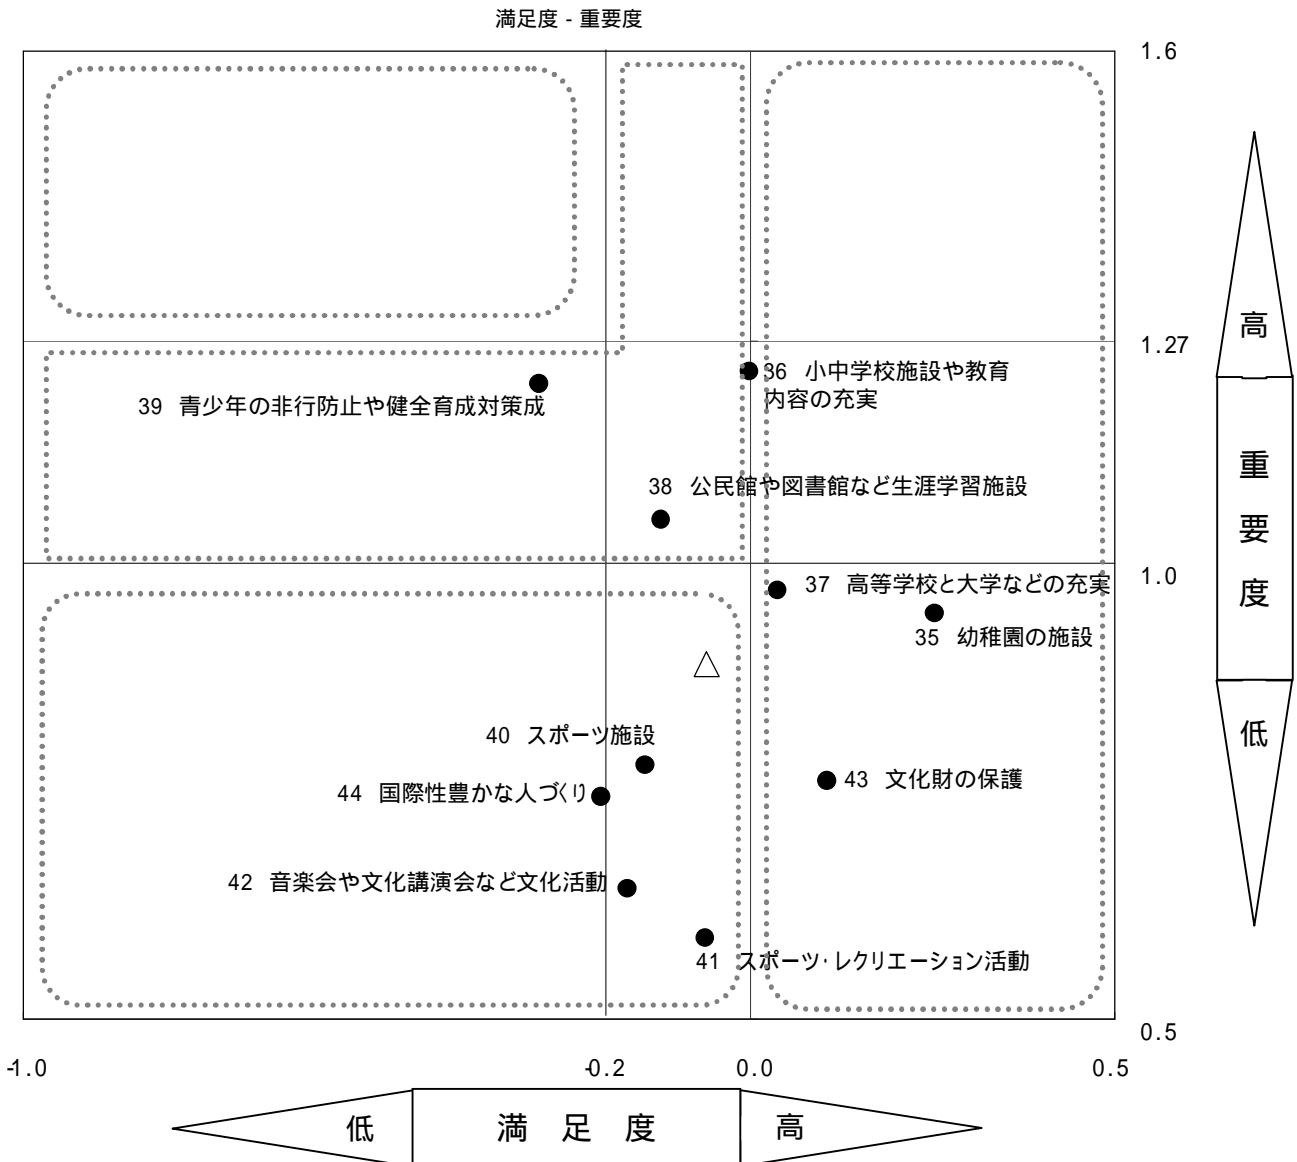 満足度 - 重要度
1.6
高
1.27
36 小中学校施設や教育
内容の充実
39 青少年の非行防止や健全育成対策成
重要度
38 公民館や図書館など生涯学習施設
1.0
37 高等学校と大学などの充実
35 幼稚園の施設
低
40 スポーツ施設
43 文化財の保護
44 国際性豊かな人づくり
42 音楽会や文化講演会など文化活動
41 スポーツ・レクリエーション活動
0.5
-1.0 -0.2 0.0 0.5
低 満足度 高